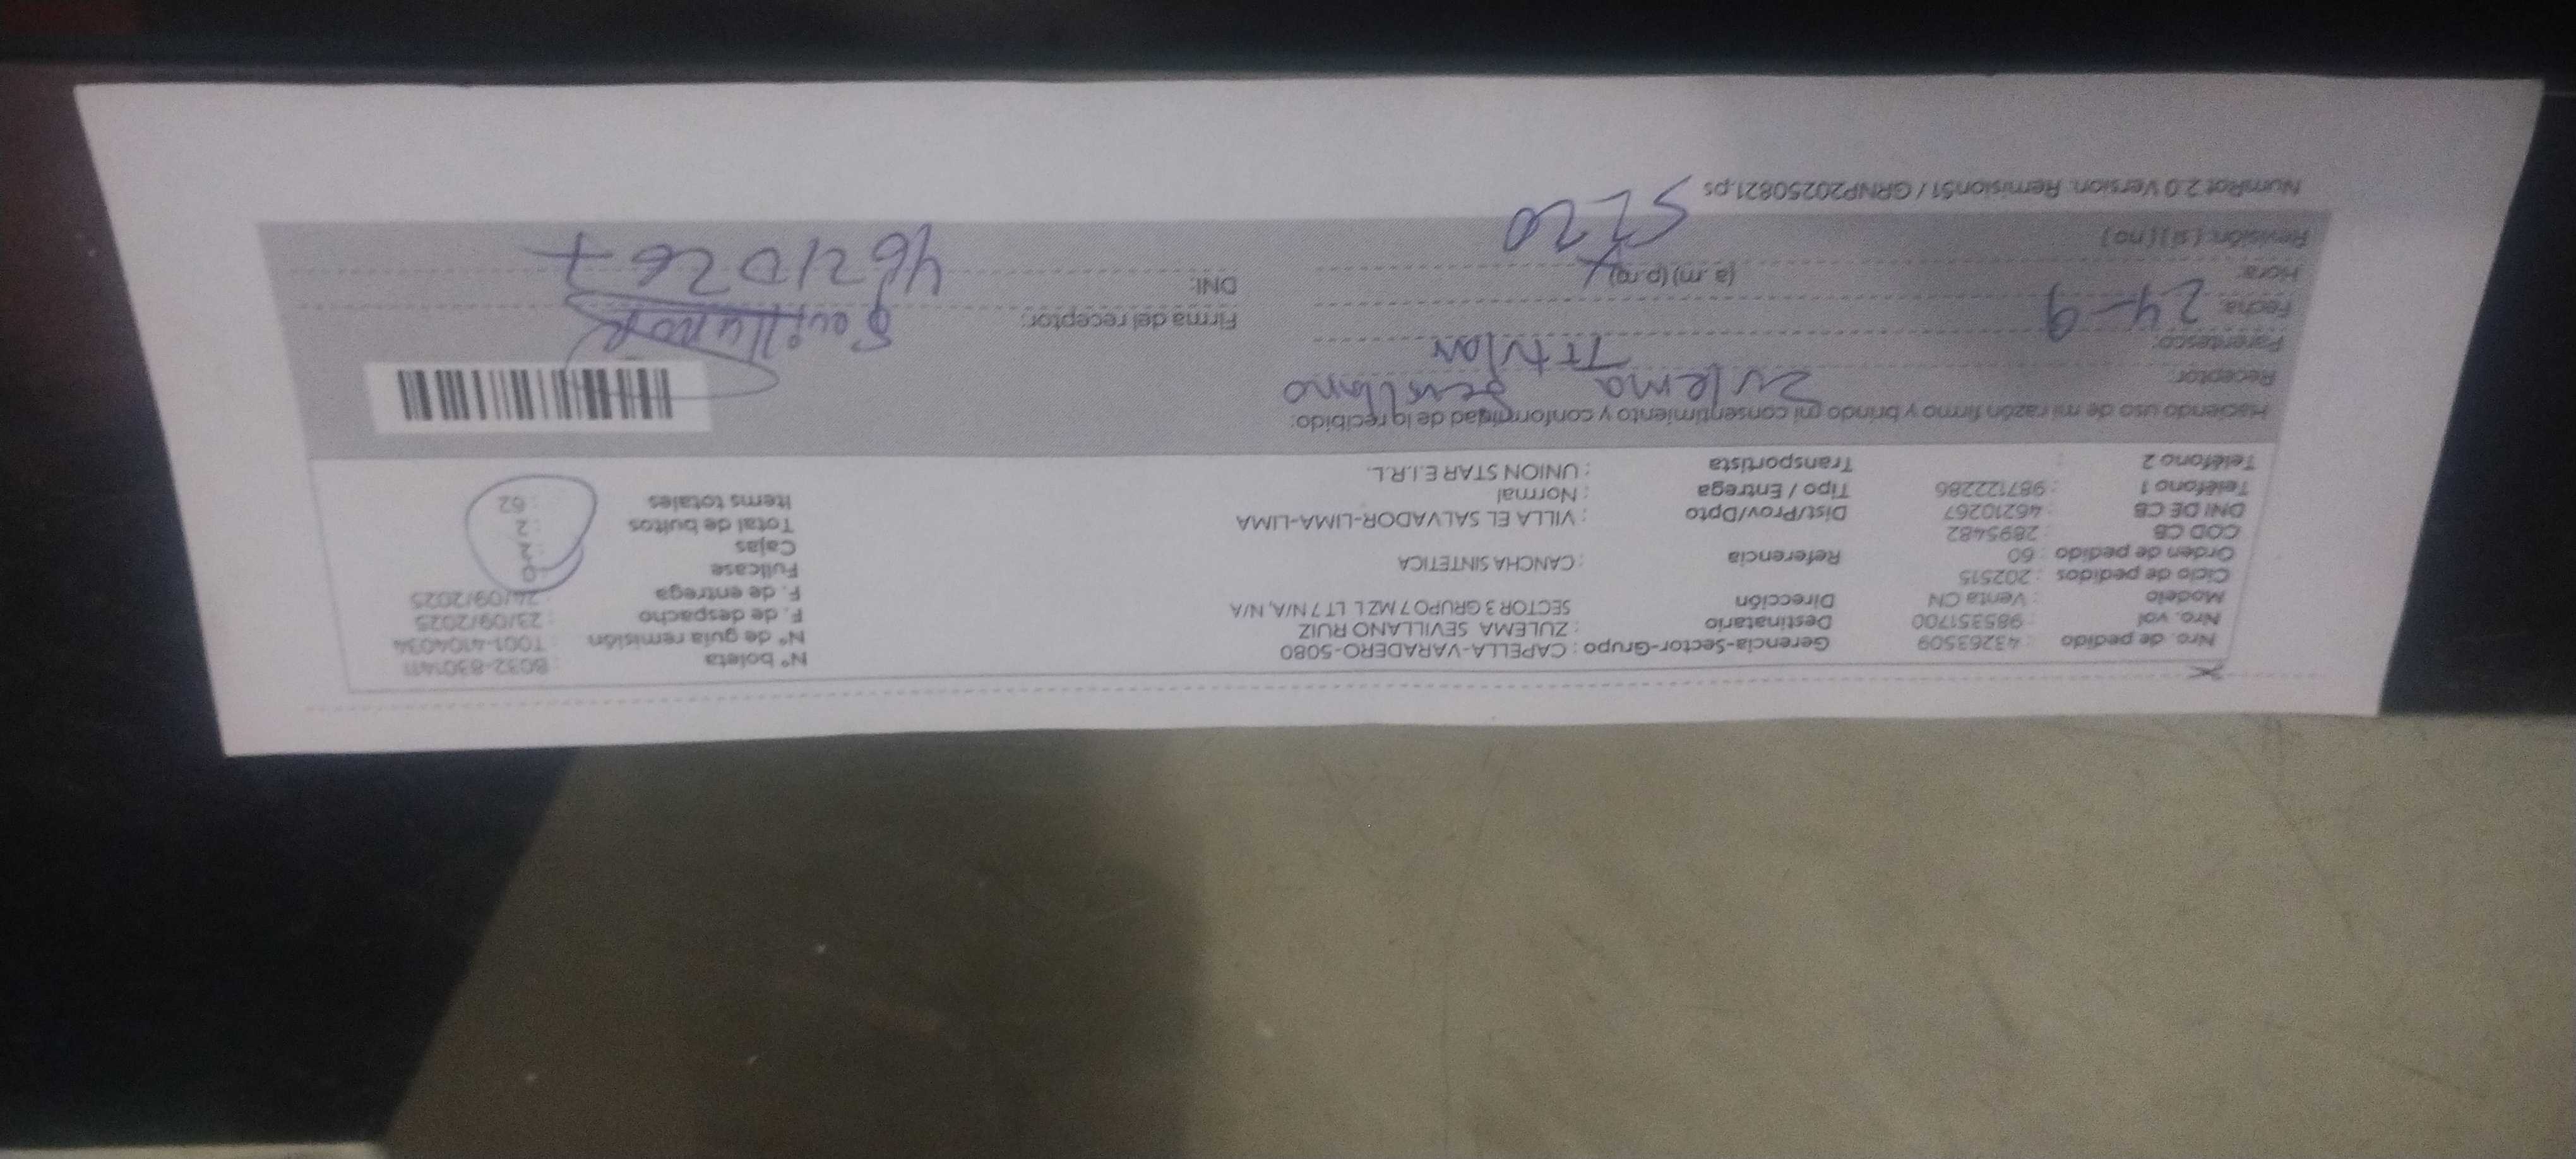 Nro. de pedido : 43263509 Gerencia-Sector-Grupo : CAPELLA-VARADERO-5080 N° boleta : B032-8301411
Nro. vol : 985351700 Destinatario : ZULEMA SEVILLANO RUIZ N° de guía remisión : T001-4104034
Modelo : Venta CN Dirección SECTOR 3 GRUPO 7 MZ L LT 7 N/A, N/A F. de despacho : 23/09/2025
Ciclo de pedidos : 202515 F. de entrega : 24/09/2025
Orden de pedido : 60 Referencia : CANCHA SINTETICA Fullcase : 0
COD CB : 2895482 Cajas : 2
DNI DE CB : 46210267 Dist/Prov/Dpto : VILLA EL SALVADOR-LIMA-LIMA Total de bultos : 2
Teléfono 1 : 987122286 Tipo / Entrega : Normal Items totales : 62
Teléfono 2 : Transportista : UNION STAR E.I.R.L.
Haciendo uso de mi razón firmo y brindo mi consentimiento y conformidad de lo recibido:
Receptor: Zulema Sevillano
Parentesco: Titular
Fecha: 24-9 Firma del receptor: Sevillano R
Hora: (a.m) (p.m) DNI: 46210267
Revisión: (si) (no) 5220
NumRot 2.0 Version: Remision51 / GRNP20250821.ps